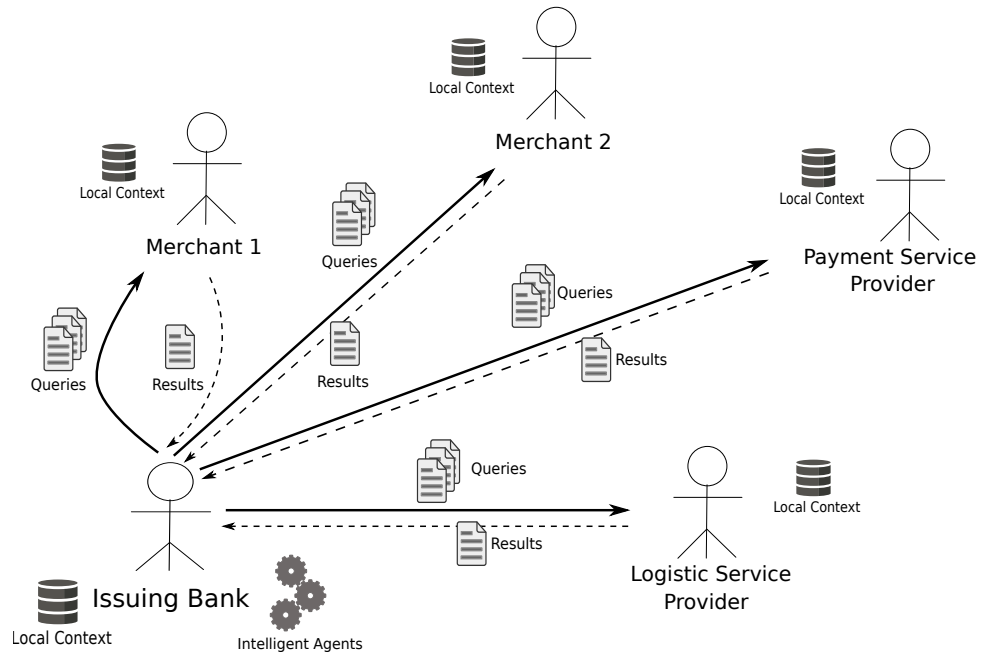 Local Context
Merchant 2
Local Context
Merchant 1
Local Context
Payment Service
Provider
Queries
Queries
Queries
Results
Results
Results
Queries
Local Context
Results
Logistic Service
Provider
Issuing Bank
Local Context
Intelligent Agents